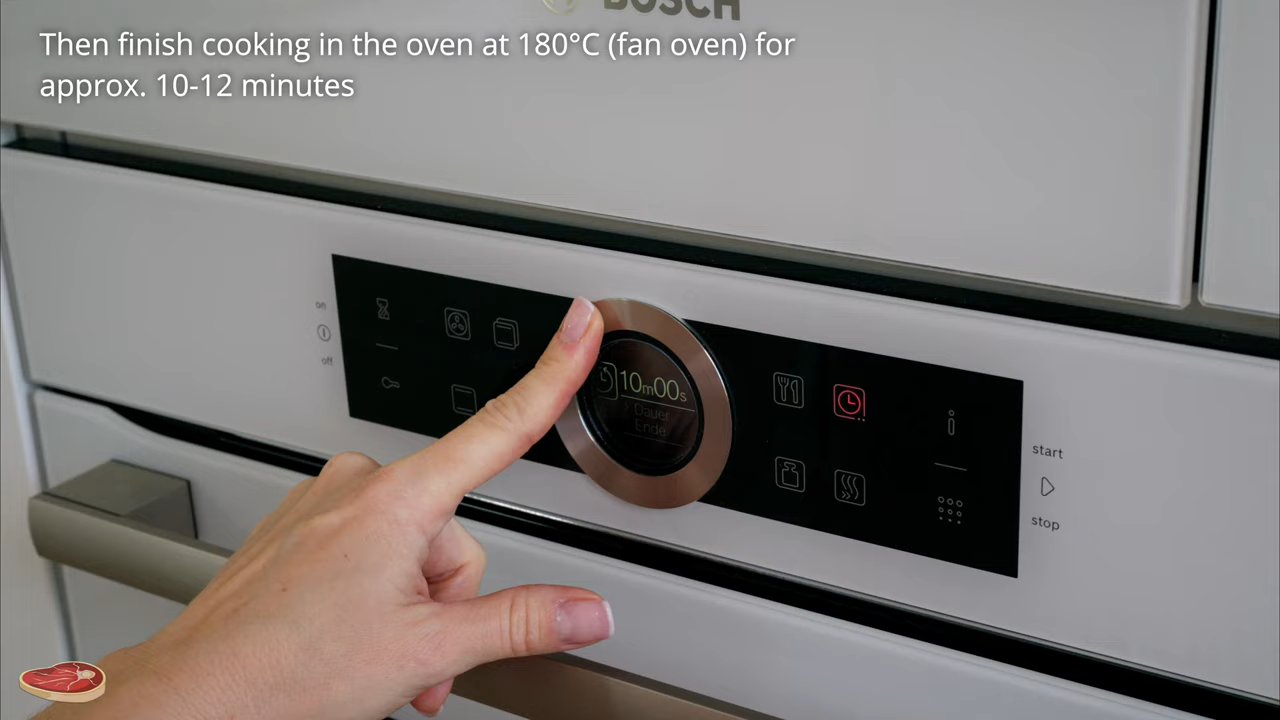 Then finish cooking in the oven at 180°C (fan oven) for
approx. 10-12 minutes
BOSCH
on
off
10m00s
Dauer
Ende
start
stop